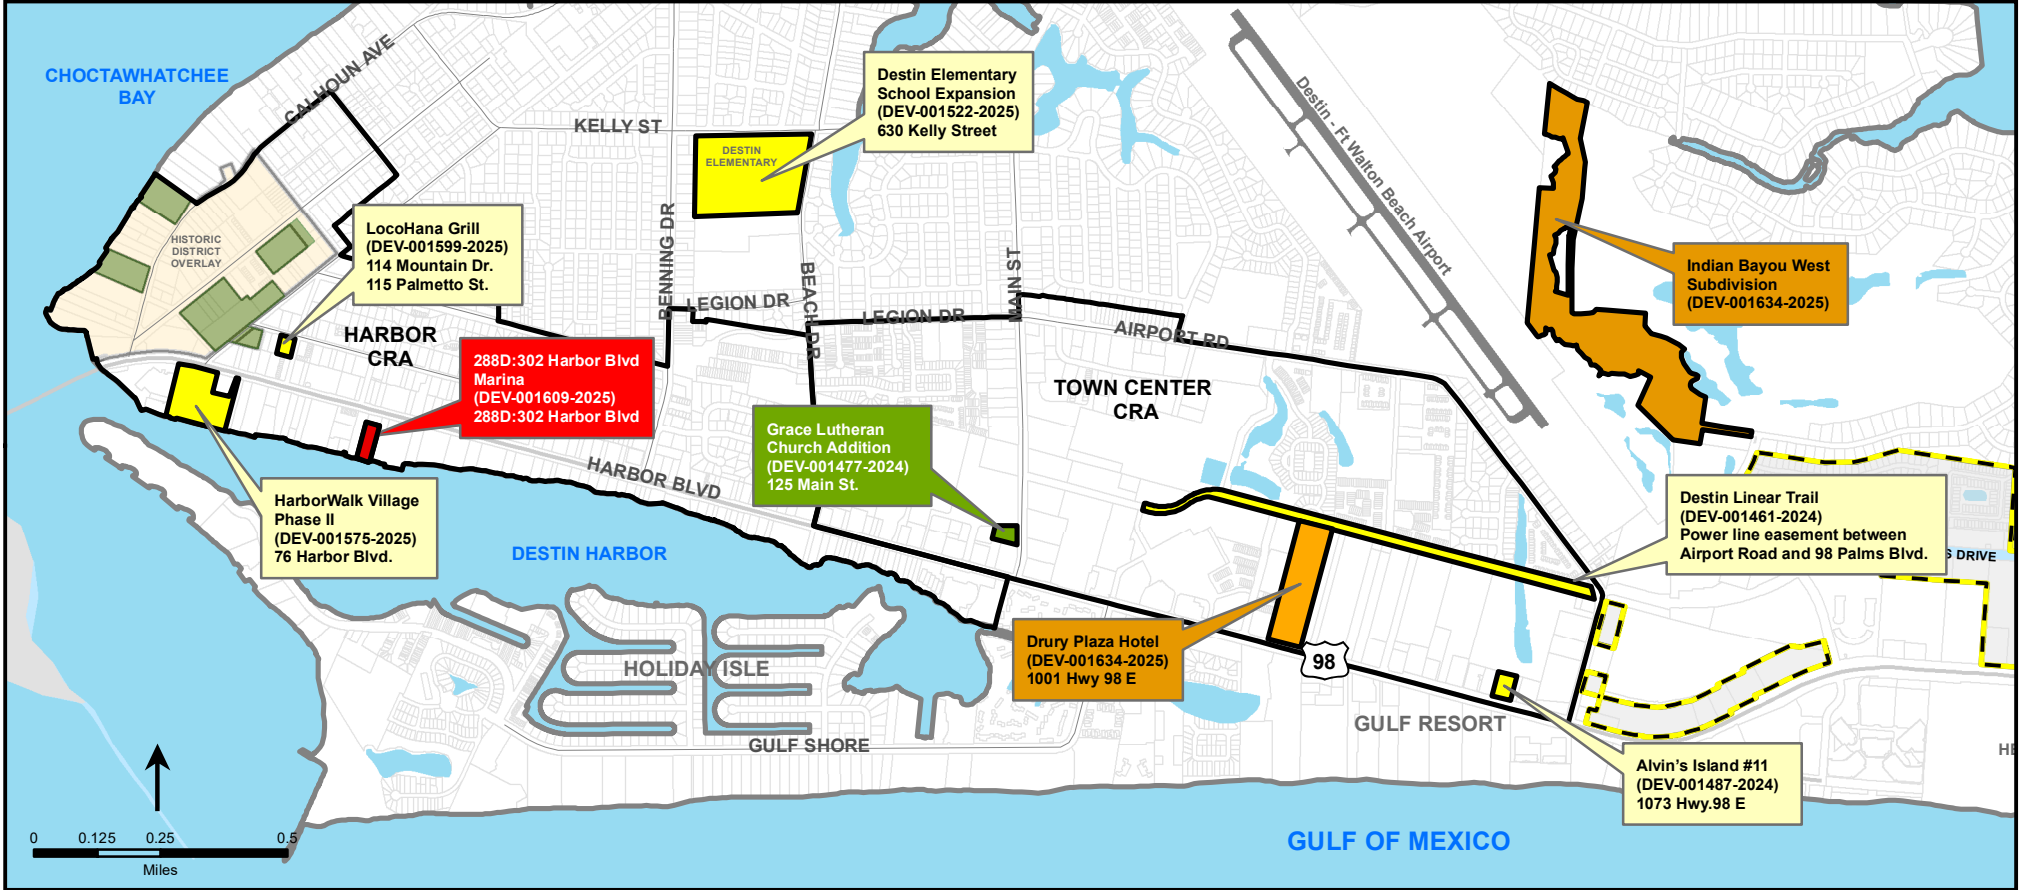 CHOCTAWHATCHEE
BAY
CALHOUN AVE
KELLY ST
Destin Elementary
School Expansion
(DEV-001522-2025)
630 Kelly Street
DESTIN
ELEMENTARY
Destin - Ft Walton Beach Airport
HISTORIC
DISTRICT
OVERLAY
LocoHana Grill
(DEV-001599-2025)
114 Mountain Dr.
115 Palmetto St.
BENNING DR
BEACH DR
MAIN ST
LEGION DR
LEGION DR
AIRPORT RD
Indian Bayou West
Subdivision
(DEV-001634-2025)
HARBOR
CRA
288D:302 Harbor Blvd
Marina
(DEV-001609-2025)
288D:302 Harbor Blvd
TOWN CENTER
CRA
Grace Lutheran
Church Addition
(DEV-001477-2024)
125 Main St.
HARBOR BLVD
HarborWalk Village
Phase II
(DEV-001575-2025)
76 Harbor Blvd.
DESTIN HARBOR
Destin Linear Trail
(DEV-001461-2024)
Power line easement between
Airport Road and 98 Palms Blvd.
S DRIVE
Drury Plaza Hotel
(DEV-001634-2025)
1001 Hwy 98 E
98
HOLIDAY ISLE
GULF SHORE
GULF RESORT
HE
Alvin's Island #11
(DEV-001487-2024)
1073 Hwy.98 E
GULF OF MEXICO
0 0.125 0.25 0.5
Miles